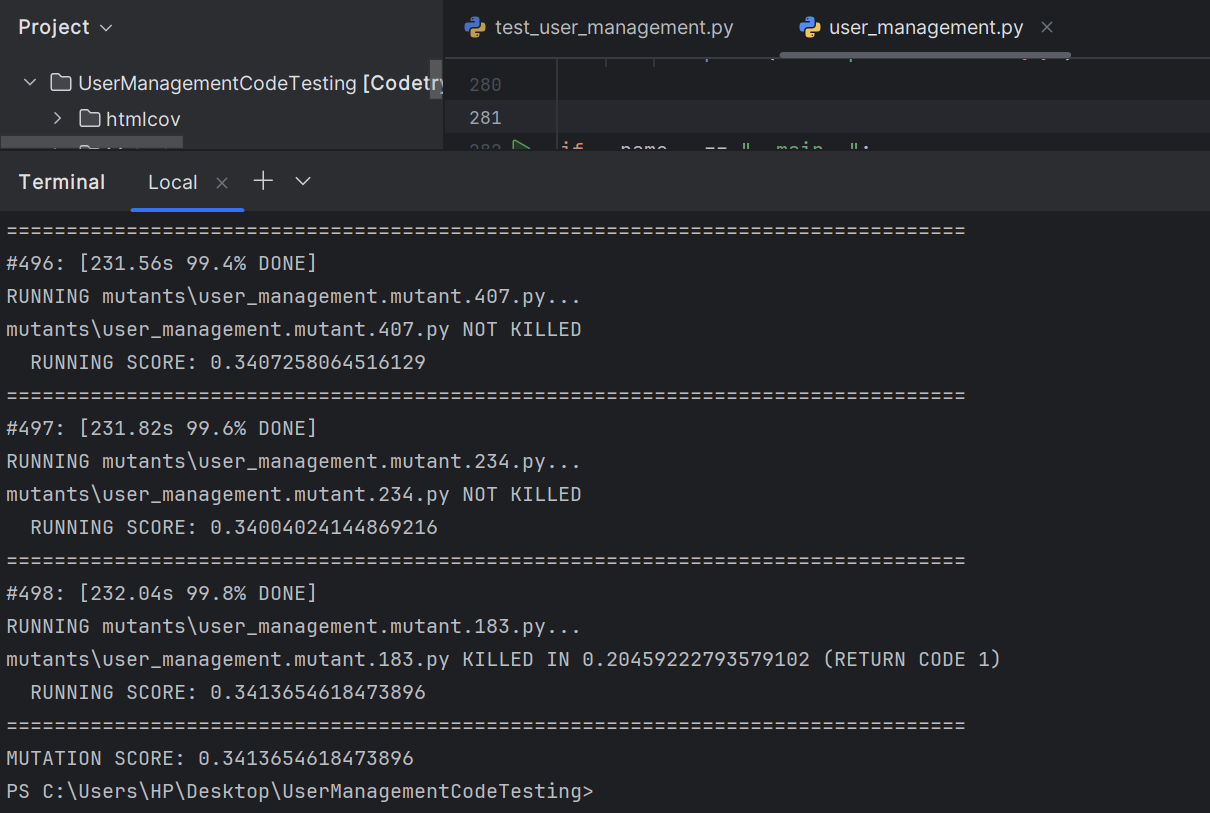 Project
test_user_management.py
user_management.py
UserManagementCodeTesting [Codetry
htmlcov
280
281
282 if __name__ == "__main__":
Terminal
Local
================================================================================
#496: [231.56s 99.4% DONE]
RUNNING mutants\user_management.mutant.407.py...
mutants\user_management.mutant.407.py NOT KILLED
  RUNNING SCORE: 0.3407258064516129
================================================================================
#497: [231.82s 99.6% DONE]
RUNNING mutants\user_management.mutant.234.py...
mutants\user_management.mutant.234.py NOT KILLED
  RUNNING SCORE: 0.34004024144869216
================================================================================
#498: [232.04s 99.8% DONE]
RUNNING mutants\user_management.mutant.183.py...
mutants\user_management.mutant.183.py KILLED IN 0.20459222793579102 (RETURN CODE 1)
  RUNNING SCORE: 0.3413654618473896
================================================================================
MUTATION SCORE: 0.3413654618473896
PS C:\Users\HP\Desktop\UserManagementCodeTesting>